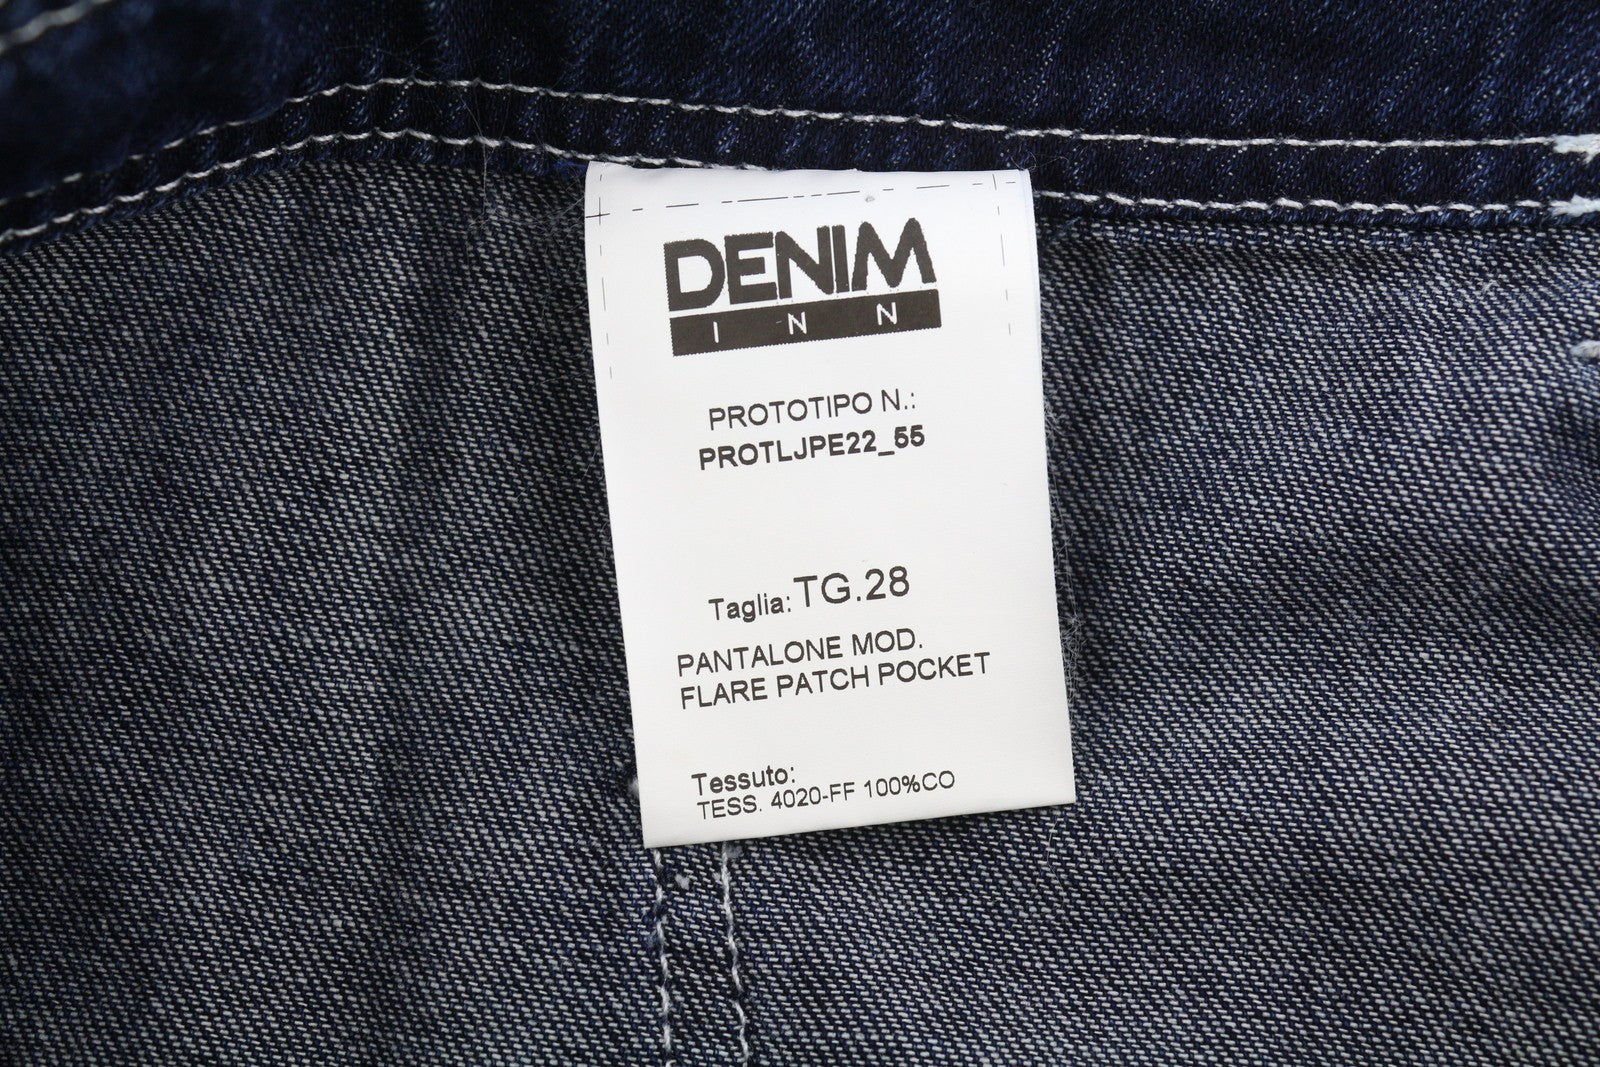 DENIM
INN
PROTOTIPO N.:
PROTLJPE22_55
Taglia: TG.28
PANTALONE MOD.
FLARE PATCH POCKET
Tessuto:
TESS. 4020-FF 100%CO